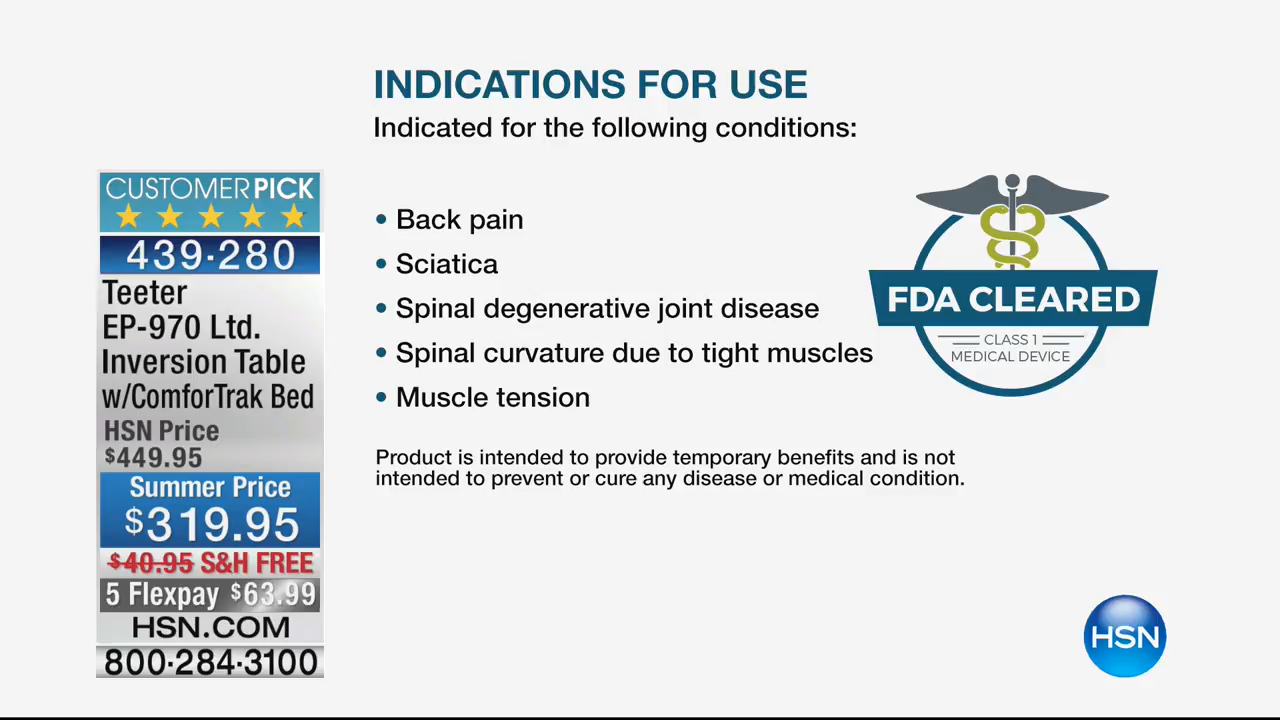 INDICATIONS FOR USE
Indicated for the following conditions:
• Back pain
• Sciatica
• Spinal degenerative joint disease
• Spinal curvature due to tight muscles
• Muscle tension
Product is intended to provide temporary benefits and is not
intended to prevent or cure any disease or medical condition.
FDA CLEARED
CLASS 1
MEDICAL DEVICE
CUSTOMER PICK
439·280
Teeter
EP-970 Ltd.
Inversion Table
w/ComforTrak Bed
HSN Price
$449.95
Summer Price
$319.95
$40.95 S&H FREE
5 Flexpay $63.99
HSN.COM
800·284·3100
HSN